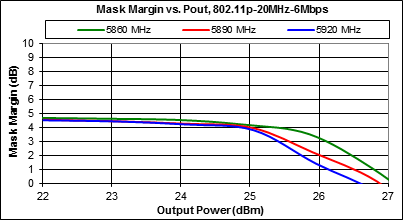 Mask Margin vs. Pout, 802.11p-20MHz-6Mbps
5860 MHz 5890 MHz 5920 MHz
Mask Margin (dB)
10
9
8
7
6
5
4
3
2
1
0
22 23 24 25 26 27
Output Power (dBm)